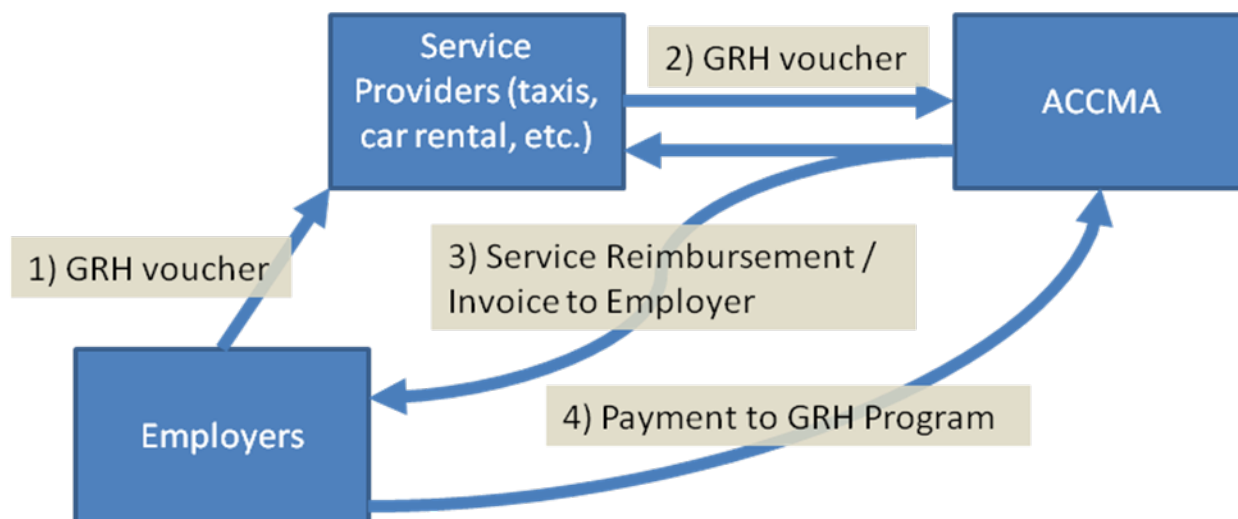 Service
Providers (taxis,
car rental, etc.)
2) GRH voucher
ACCMA
1) GRH voucher
3) Service Reimbursement /
Invoice to Employer
Employers
4) Payment to GRH Program